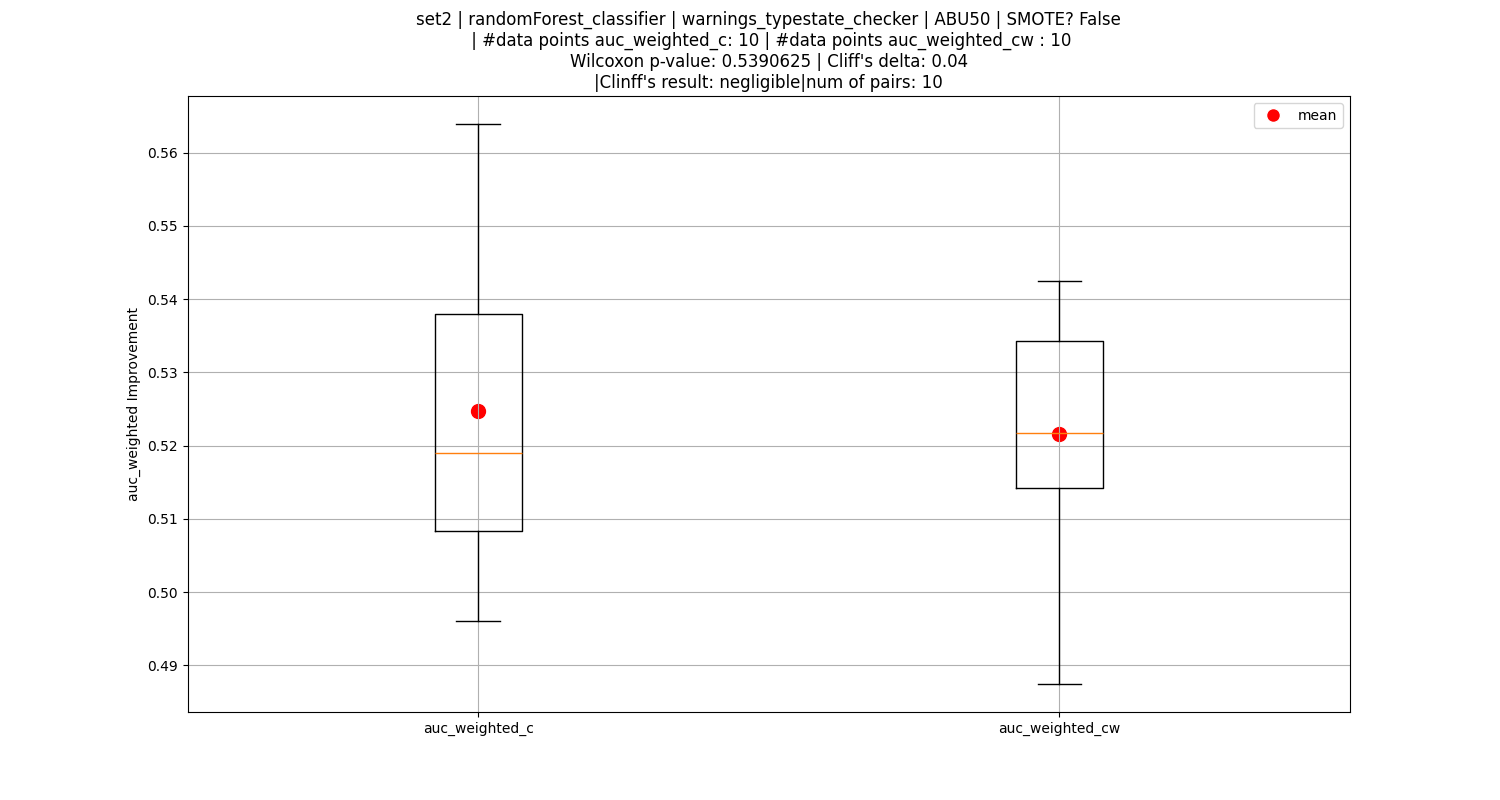 set2 | randomForest_classifier | warnings_typestate_checker | ABU50 | SMOTE? False
| #data points auc_weighted_c: 10 | #data points auc_weighted_cw : 10
Wilcoxon p-value: 0.5390625 | Cliff's delta: 0.04
|Clinff's result: negligible|num of pairs: 10
mean
0.56
0.55
0.54
0.53
0.52
0.51
0.50
0.49
auc_weighted Improvement
auc_weighted_c
auc_weighted_cw